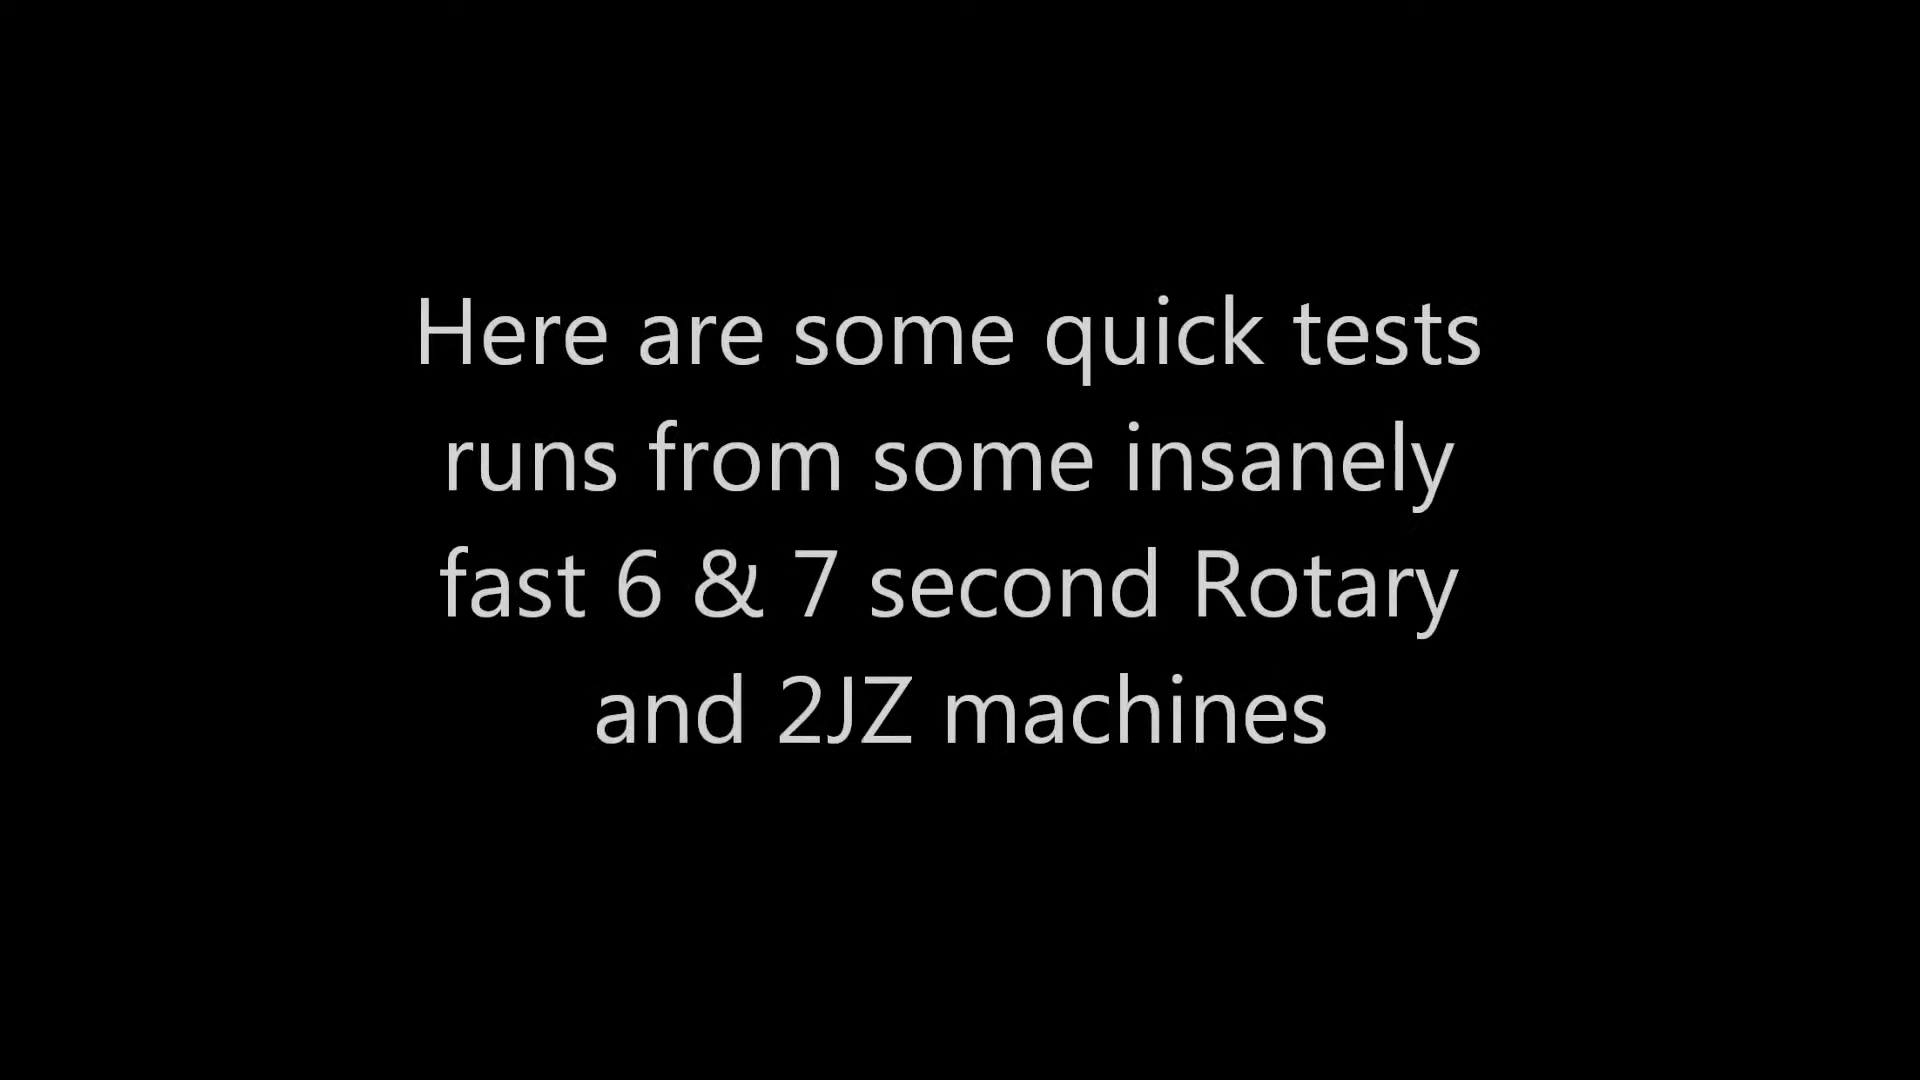 Here are some quick tests
runs from some insanely
fast 6 & 7 second Rotary
and 2JZ machines